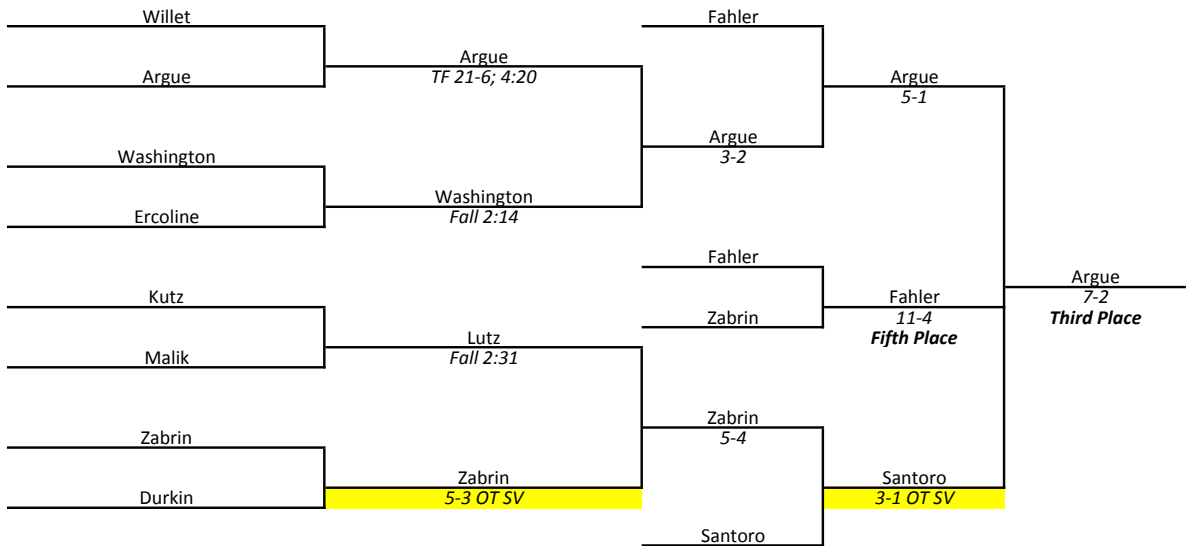 Willet
Fahler
Argue
TF 21-6; 4:20
Argue
Argue
5-1
Argue
3-2
Washington
Washington
Fall 2:14
Ercoline
Fahler
Argue
7-2
Third Place
Kutz
Fahler
11-4
Fifth Place
Zabrin
Lutz
Fall 2:31
Malik
Zabrin
5-4
Zabrin
Zabrin
5-3 OT SV
Santoro
3-1 OT SV
Durkin
Santoro